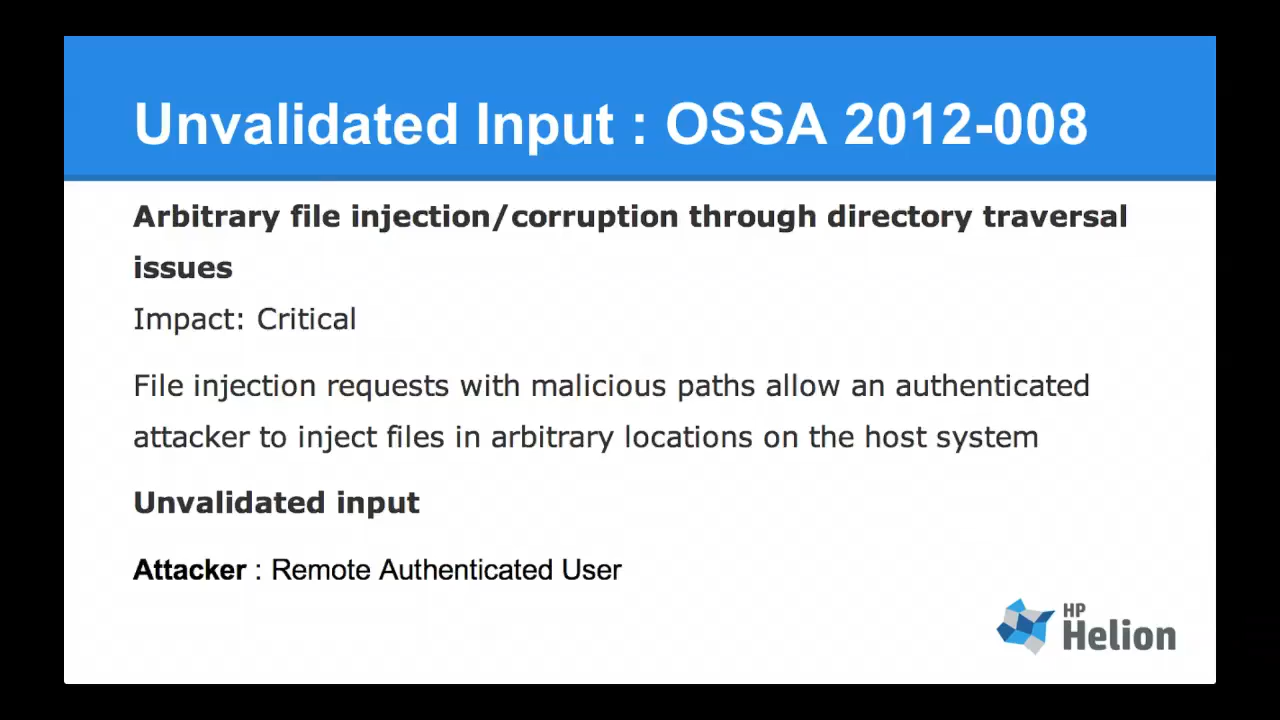 Unvalidated Input : OSSA 2012-008
Arbitrary file injection/corruption through directory traversal
issues
Impact: Critical
File injection requests with malicious paths allow an authenticated
attacker to inject files in arbitrary locations on the host system
Unvalidated input
Attacker : Remote Authenticated User
HP
Helion